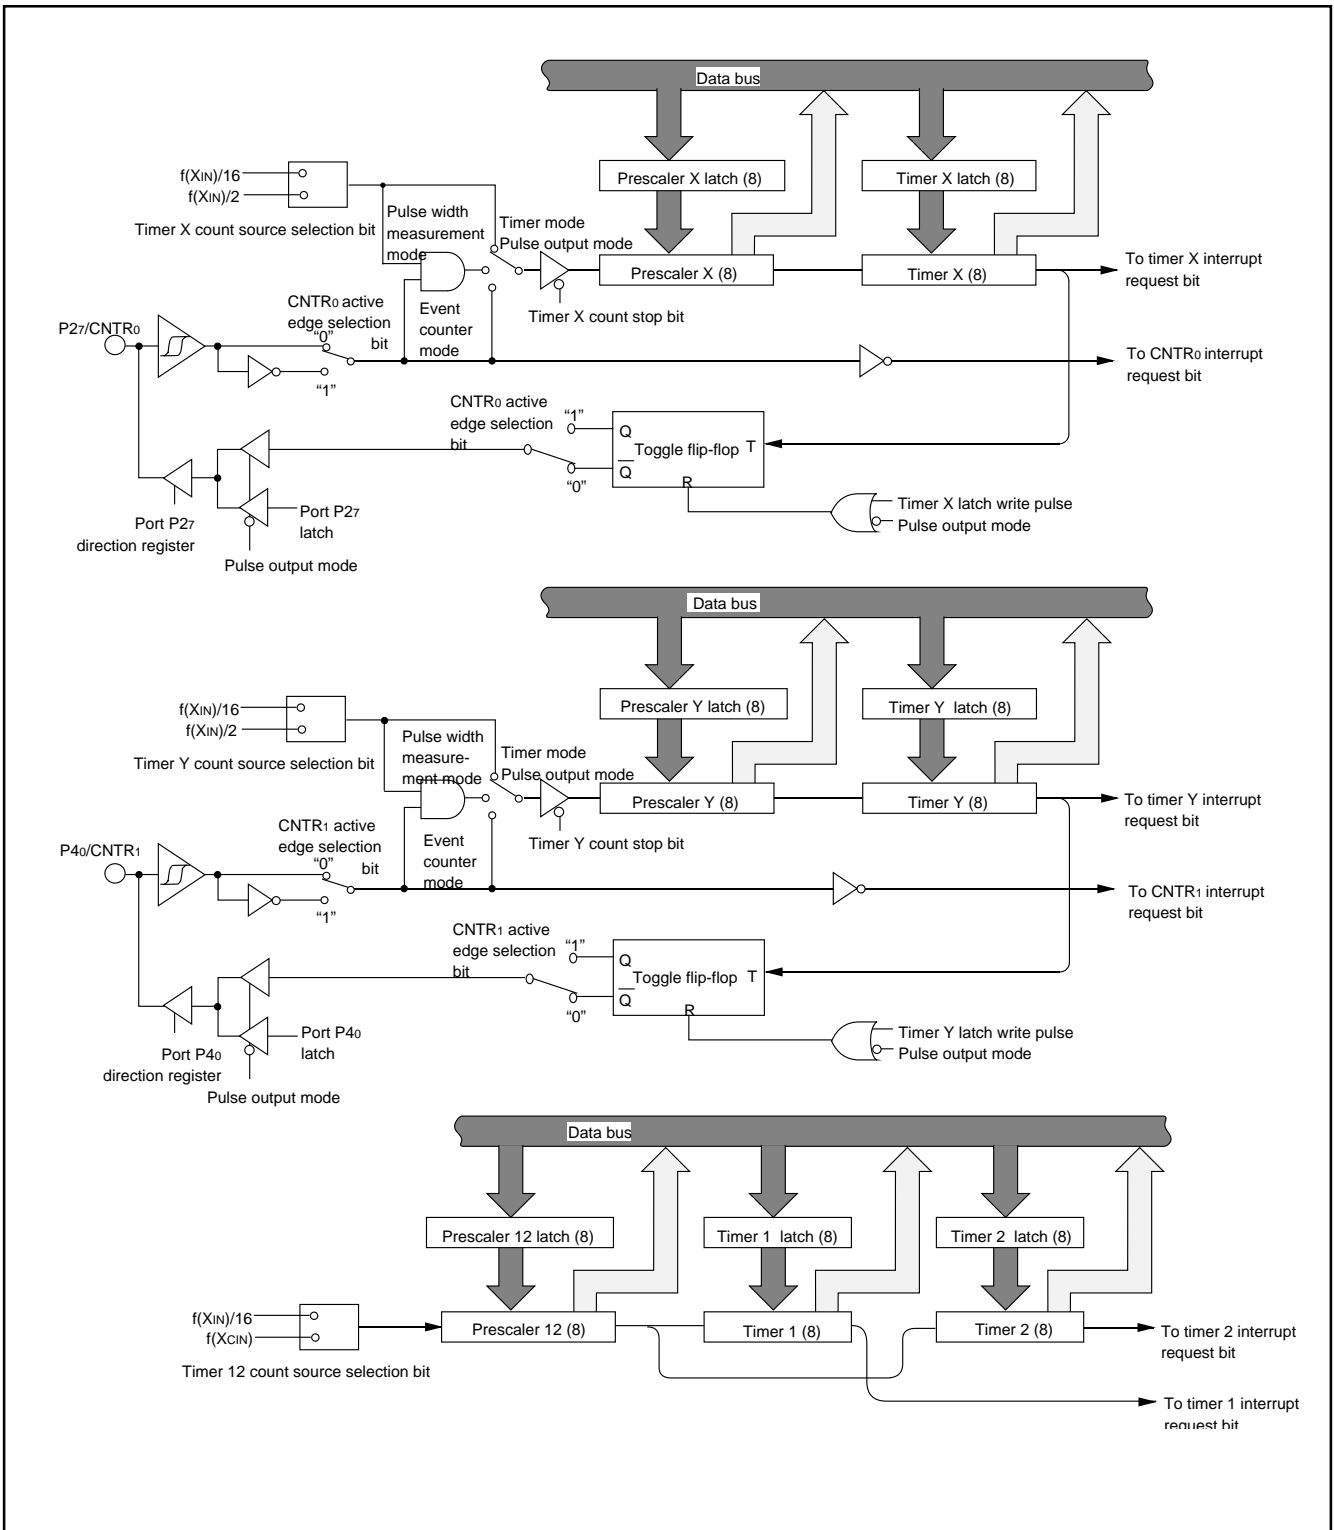 Data bus
f(XIN)/16
f(XIN)/2
Timer X count source selection bit
Prescaler X latch (8)
Timer X latch (8)
Pulse width
measurement
mode
Timer mode
Pulse output mode
Prescaler X (8)
Timer X (8)
To timer X interrupt
request bit
Timer X count stop bit
CNTR0 active
edge selection
bit
Event
counter
mode
P27/CNTR0
“0”
“1”
To CNTR0 interrupt
request bit
CNTR0 active
edge selection
bit
“1”
“0”
Q
Toggle flip-flop
T
Q
R
Timer X latch write pulse
Pulse output mode
Port P27
latch
Port P27
direction register
Pulse output mode
Data bus
f(XIN)/16
f(XIN)/2
Timer Y count source selection bit
Prescaler Y latch (8)
Timer Y latch (8)
Pulse width
measure-
ment mode
Timer mode
Pulse output mode
Prescaler Y (8)
Timer Y (8)
To timer Y interrupt
request bit
Timer Y count stop bit
CNTR1 active
edge selection
bit
Event
counter
mode
P40/CNTR1
“0”
“1”
To CNTR1 interrupt
request bit
CNTR1 active
edge selection
bit
“1”
“0”
Q
Toggle flip-flop
T
Q
R
Timer Y latch write pulse
Pulse output mode
Port P40
latch
Port P40
direction register
Pulse output mode
Data bus
Prescaler 12 latch (8)
Timer 1 latch (8)
Timer 2 latch (8)
f(XIN)/16
f(XCIN)
Timer 12 count source selection bit
Prescaler 12 (8)
Timer 1 (8)
Timer 2 (8)
To timer 2 interrupt
request bit
To timer 1 interrupt
request bit